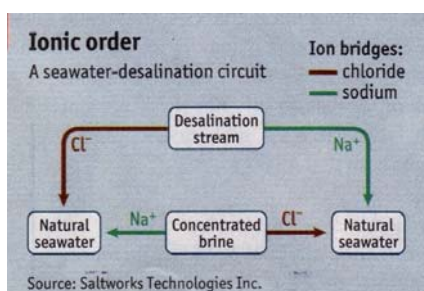 Ionic order
A seawater-desalination circuit
Ion bridges:
chloride
sodium
Desalination
stream
Cl⁻
Na⁺
Natural
seawater
Na⁺
Concentrated
brine
Cl⁻
Natural
seawater
Source: Saltworks Technologies Inc.